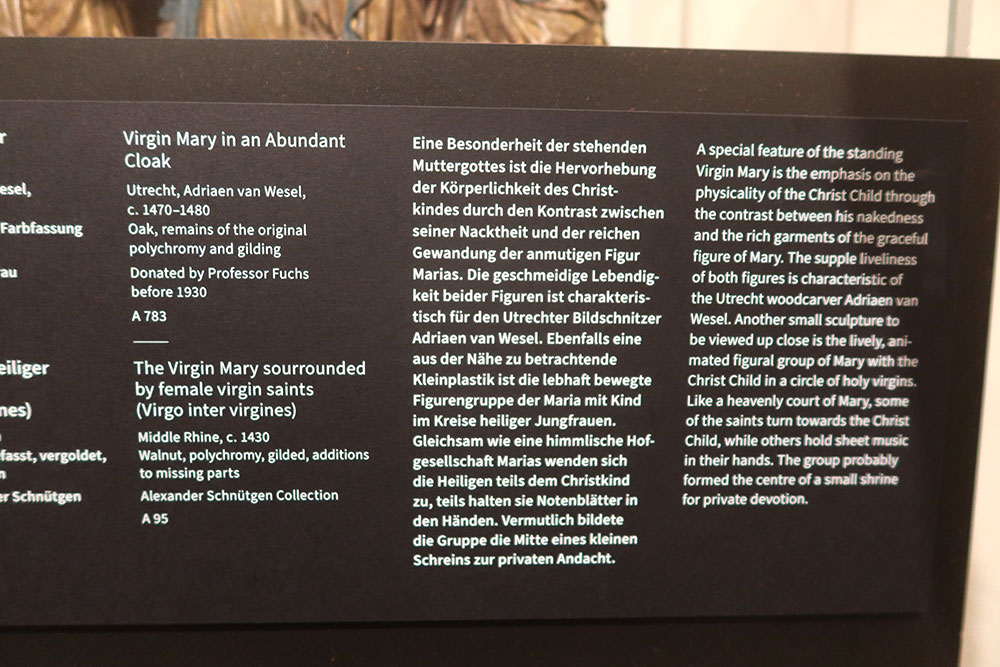 r
esel,
Farbfassung
au
eiliger
nes)
fasst, vergoldet,
n
er Schnütgen
Virgin Mary in an Abundant
Cloak
Utrecht, Adriaen van Wesel,
c. 1470–1480
Oak, remains of the original
polychromy and gilding
Donated by Professor Fuchs
before 1930
A 783
The Virgin Mary sourrounded
by female virgin saints
(Virgo inter virgines)
Middle Rhine, c. 1430
Walnut, polychromy, gilded, additions
to missing parts
Alexander Schnütgen Collection
A 95
Eine Besonderheit der stehenden
Muttergottes ist die Hervorhebung
der Körperlichkeit des Christ-
kindes durch den Kontrast zwischen
seiner Nacktheit und der reichen
Gewandung der anmutigen Figur
Marias. Die geschmeidige Lebendig-
keit beider Figuren ist charakteris-
tisch für den Utrechter Bildschnitzer
Adriaen van Wesel. Ebenfalls eine
aus der Nähe zu betrachtende
Kleinplastik ist die lebhaft bewegte
Figurengruppe der Maria mit Kind
im Kreise heiliger Jungfrauen.
Gleichsam wie eine himmlische Hof-
gesellschaft Marias wenden sich
die Heiligen teils dem Christkind
zu, teils halten sie Notenblätter in
den Händen. Vermutlich bildete
die Gruppe die Mitte eines kleinen
Schreins zur privaten Andacht.
A special feature of the standing
Virgin Mary is the emphasis on the
physicality of the Christ Child through
the contrast between his nakedness
and the rich garments of the graceful
figure of Mary. The supple liveliness
of both figures is characteristic of
the Utrecht woodcarver Adriaen van
Wesel. Another small sculpture to
be viewed up close is the lively, ani-
mated figural group of Mary with the
Christ Child in a circle of holy virgins.
Like a heavenly court of Mary, some
of the saints turn towards the Christ
Child, while others hold sheet music
in their hands. The group probably
formed the centre of a small shrine
for private devotion.